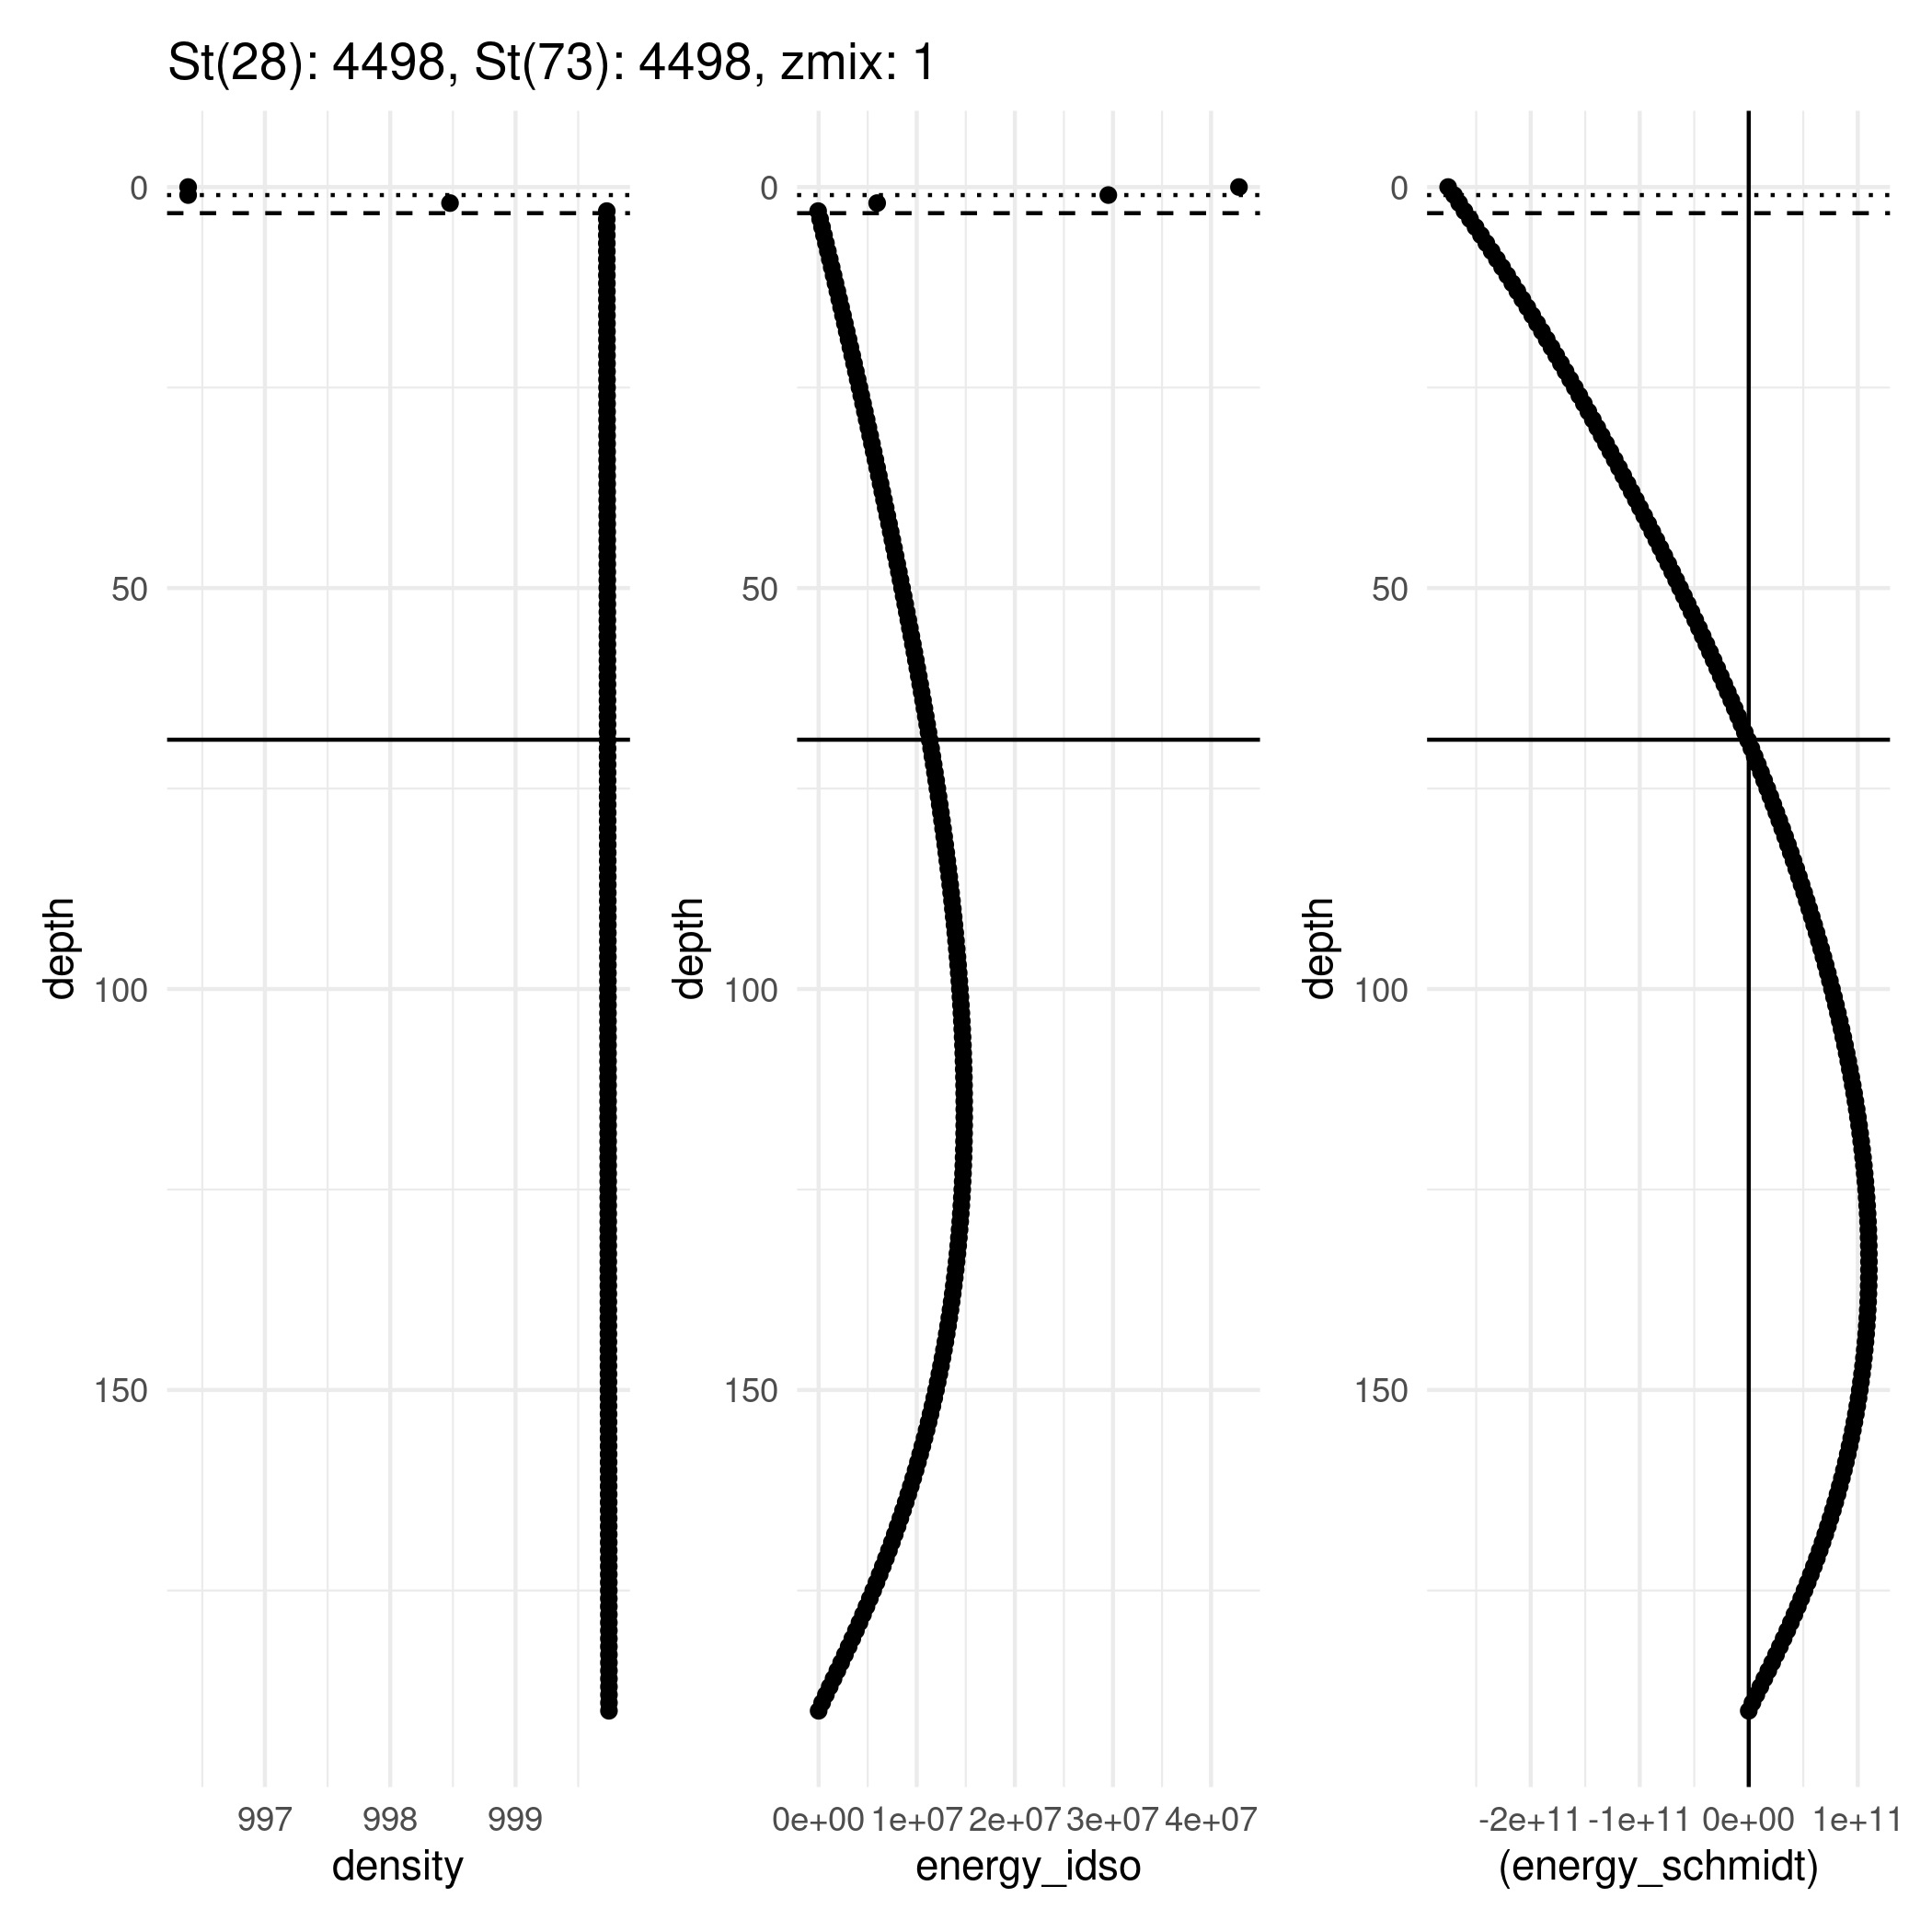 St(28): 4498, St(73): 4498, zmix: 1
0
50
100
150
depth
997 998 999
density
0
50
100
150
depth
0e+00 1e+07 2e+07 3e+07 4e+07
energy_idso
0
50
100
150
depth
-2e+11 -1e+11 0e+00 1e+11
(energy_schmidt)